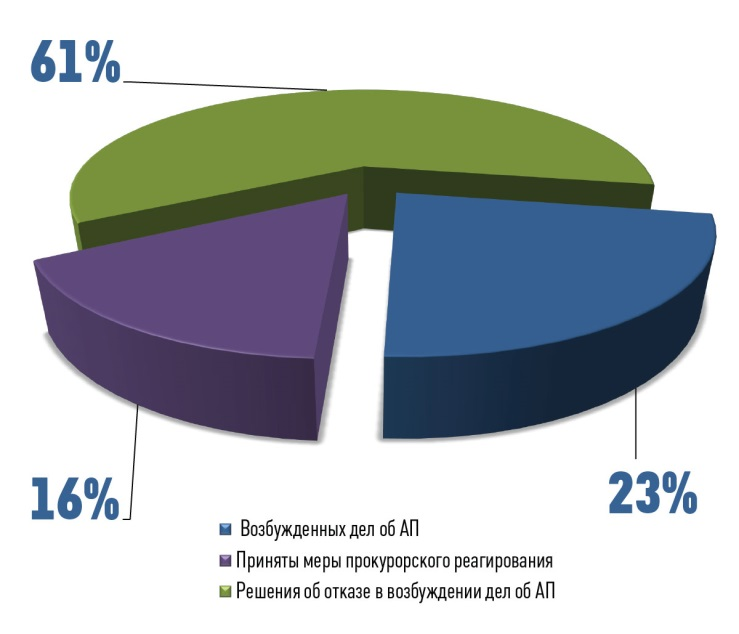 61%
16%
23%
Возбужденных дел об АП
Приняты меры прокурорского реагирования
Решения об отказе в возбуждении дел об АП